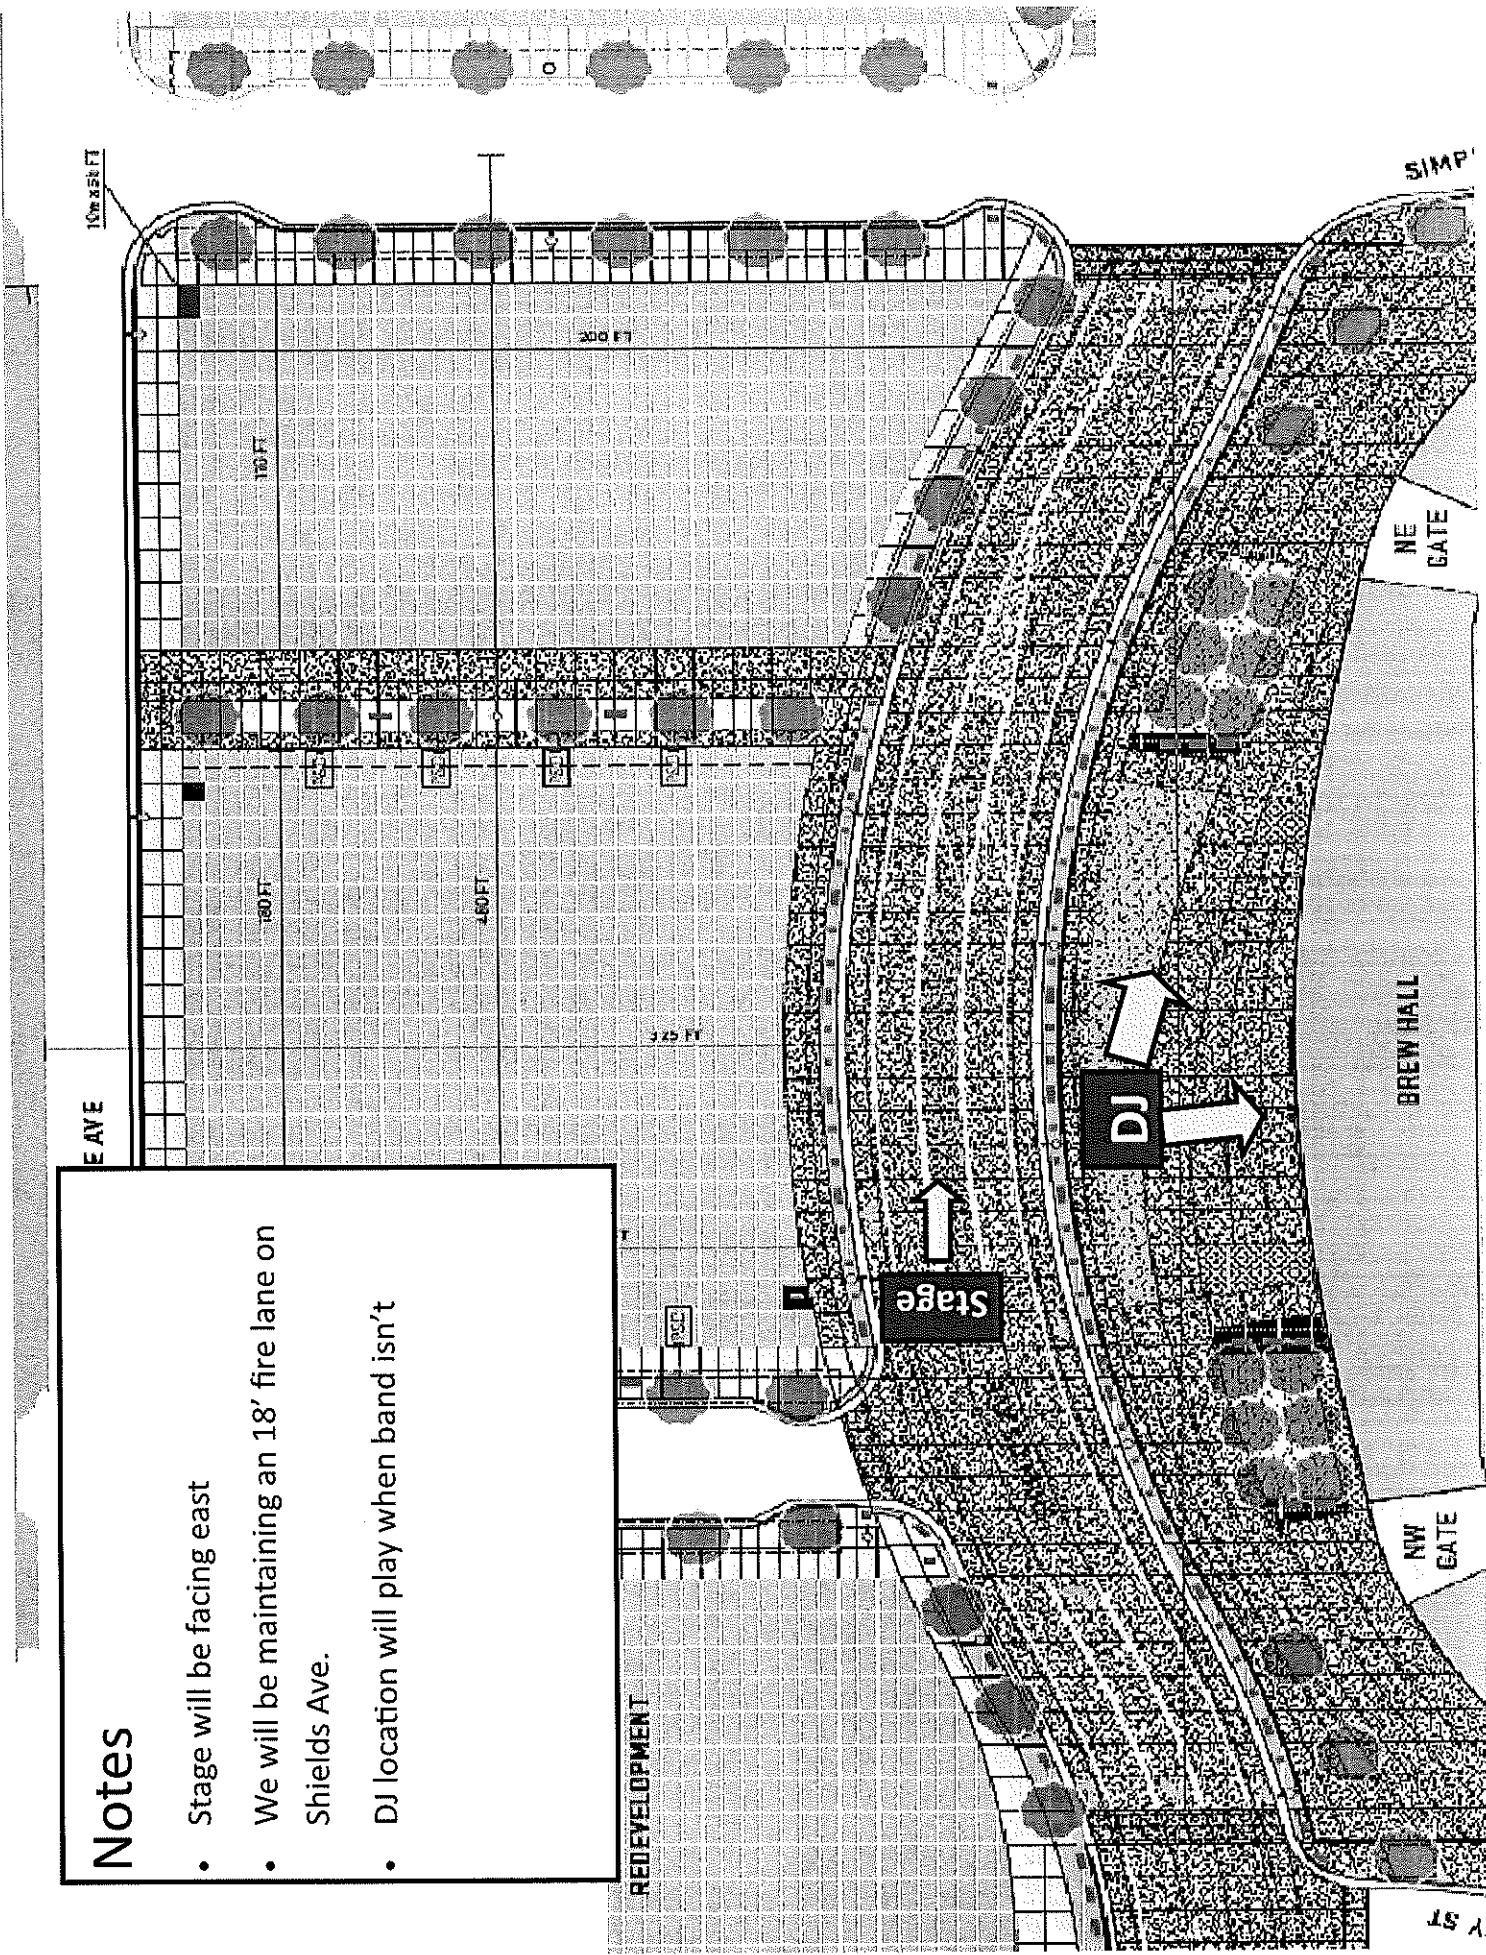 Notes
• Stage will be facing east
• We will be maintaining an 18’ fire lane on
Shields Ave.
• DJ location will play when band isn’t
E AVE
110 FT
200 FT
180 FT
325 FT
REDEVELOPMENT
Stage
DJ
BREW HALL
NW
GATE
NE
GATE
SIMP
Y ST